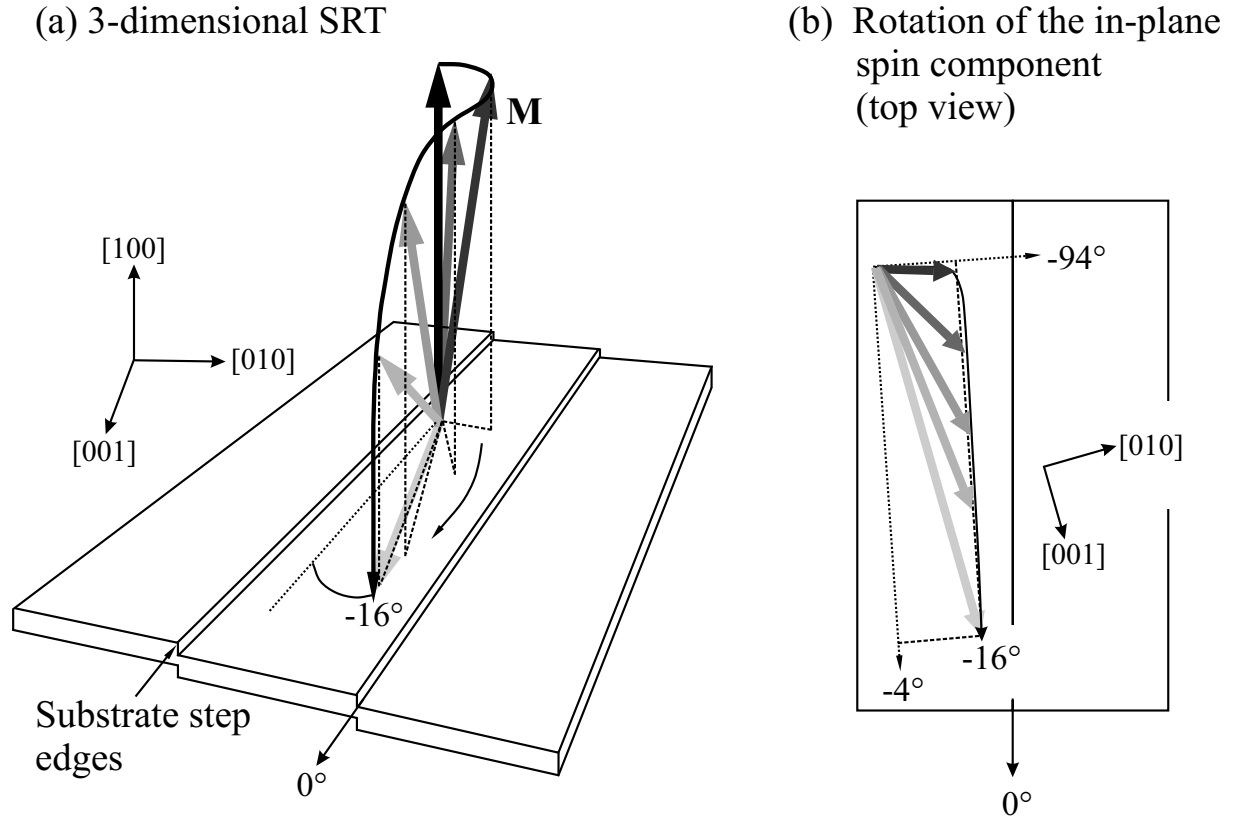 (a) 3-dimensional SRT
M
[100]
[010]
[001]
-16°
Substrate step
edges
0°
(b) Rotation of the in-plane
spin component
(top view)
-94°
[010]
[001]
-16°
-4°
0°